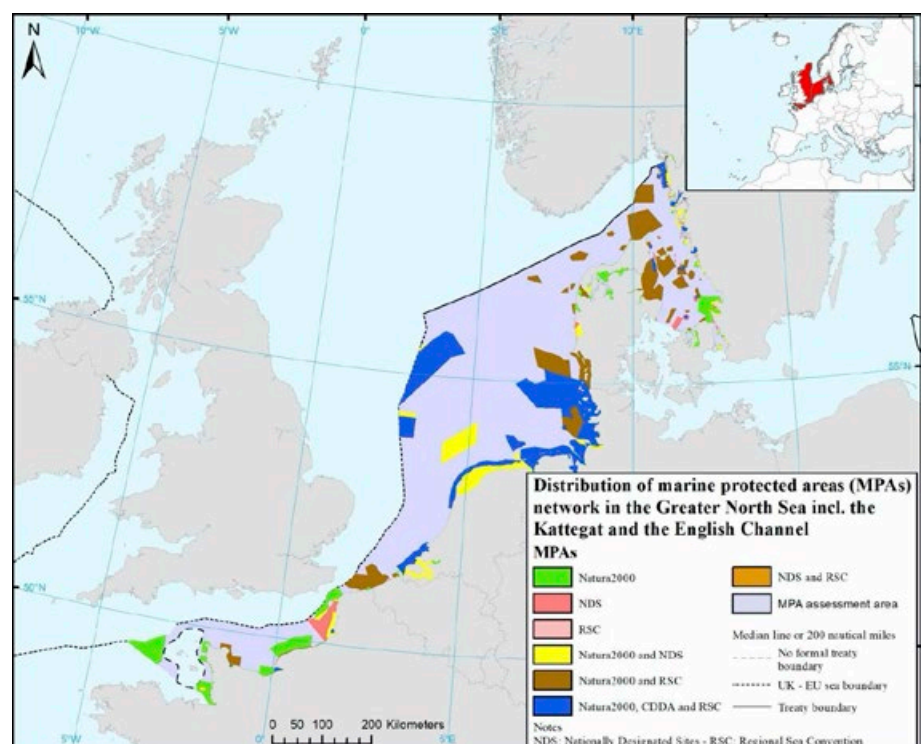 N
10°W
5°W
0°
5°E
10°E
55°N
55°N
50°N
5°W
0°
5°E
0 50 100 200 Kilometers
Distribution of marine protected areas (MPAs)
network in the Greater North Sea incl. the
Kattegat and the English Channel
MPAs
Natura2000
NDS
RSC
Natura2000 and NDS
Natura2000 and RSC
Natura2000, CDDA and RSC
NDS and RSC
MPA assessment area
Median line or 200 nautical miles
No formal treaty
boundary
UK - EU sea boundary
Treaty boundary
Notes
NDS: Nationally Designated Sites - RSC: Regional Sea Convention